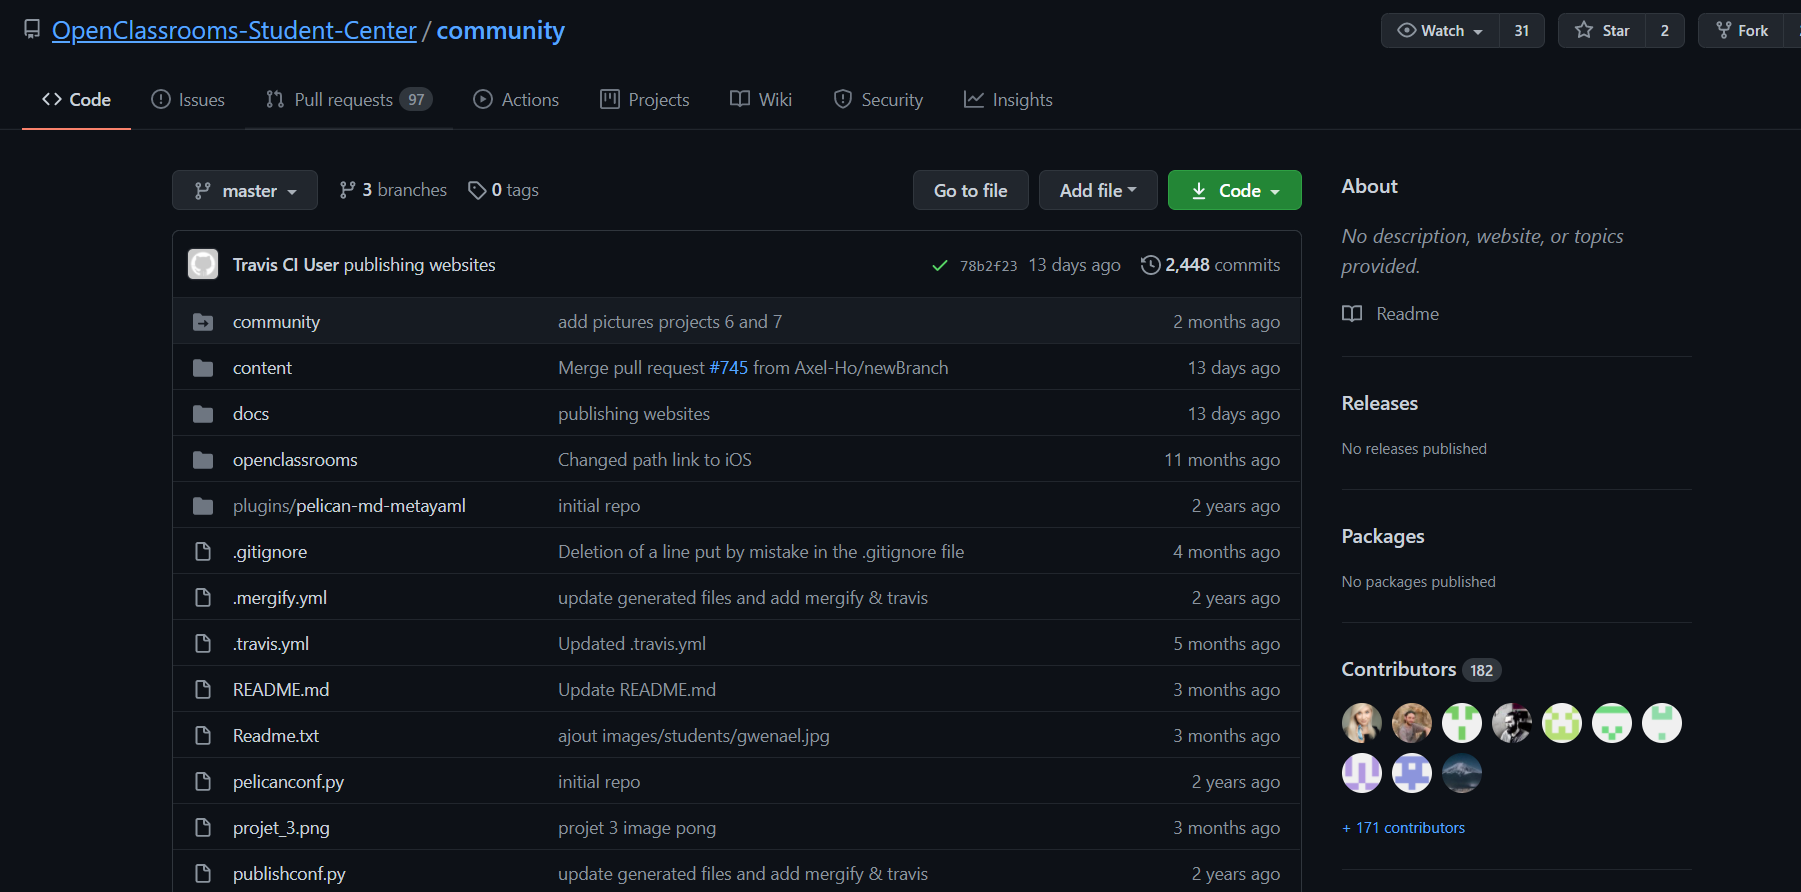 OpenClassrooms-Student-Center / community
Watch 31 Star 2 Fork
Code Issues Pull requests 97 Actions Projects Wiki Security Insights
master 3 branches 0 tags Go to file Add file Code
Travis CI User publishing websites 78b2f23 13 days ago 2,448 commits
community add pictures projects 6 and 7 2 months ago
content Merge pull request #745 from Axel-Ho/newBranch 13 days ago
docs publishing websites 13 days ago
openclassrooms Changed path link to iOS 11 months ago
plugins/pelican-md-metayaml initial repo 2 years ago
.gitignore Deletion of a line put by mistake in the .gitignore file 4 months ago
.mergify.yml update generated files and add mergify & travis 2 years ago
.travis.yml Updated .travis.yml 5 months ago
README.md Update README.md 3 months ago
Readme.txt ajout images/students/gwenael.jpg 3 months ago
pelicanconf.py initial repo 2 years ago
projet_3.png projet 3 image pong 3 months ago
publishconf.py update generated files and add mergify & travis 2 years ago
About
No description, website, or topics
provided.
Readme
Releases
No releases published
Packages
No packages published
Contributors 182
+ 171 contributors